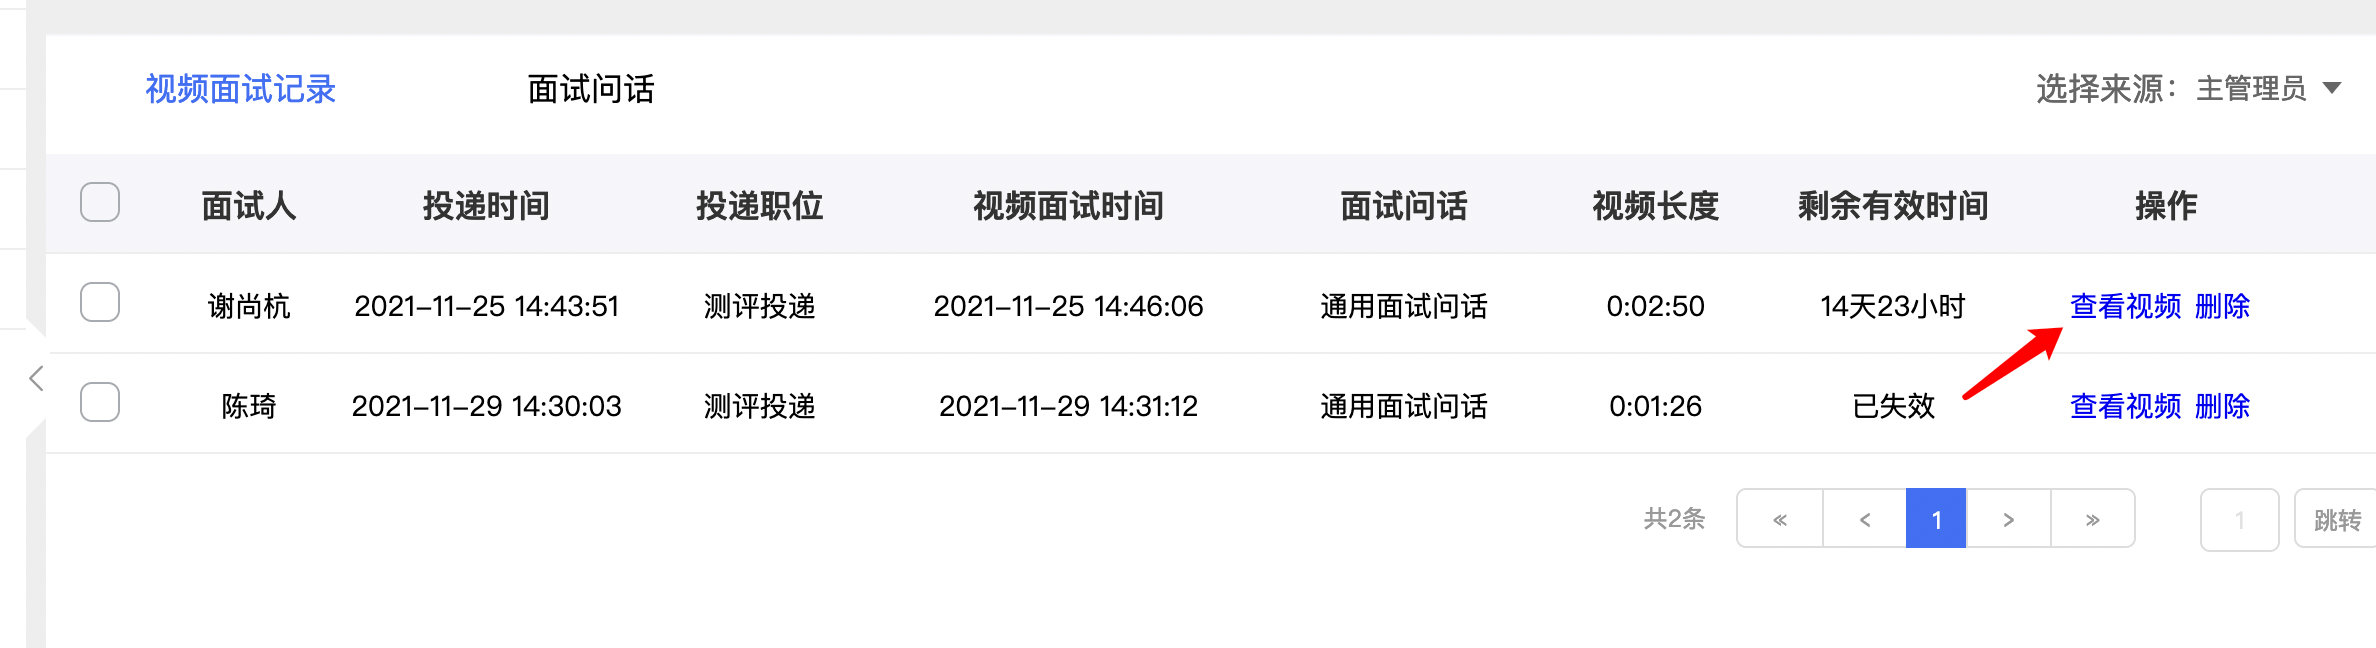 视频面试记录 面试问话 选择来源： 主管理员
面试人 投递时间 投递职位 视频面试时间 面试问话 视频长度 剩余有效时间 操作
谢尚杭 2021-11-25 14:43:51 测评投递 2021-11-25 14:46:06 通用面试问话 0:02:50 14天23小时 查看视频 删除
陈琦 2021-11-29 14:30:03 测评投递 2021-11-29 14:31:12 通用面试问话 0:01:26 已失效 查看视频 删除
共2条 « < 1 > » 1 跳转